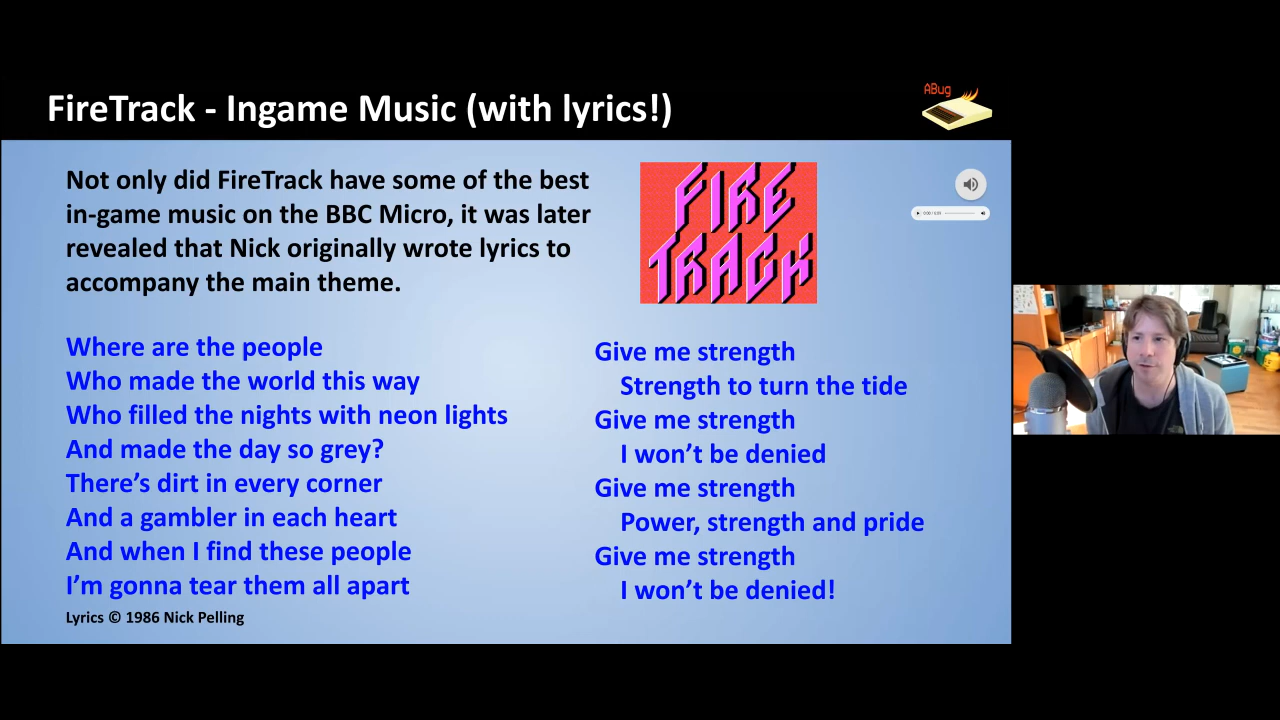 FireTrack - Ingame Music (with lyrics!)
ABug
Not only did FireTrack have some of the best
in-game music on the BBC Micro, it was later
revealed that Nick originally wrote lyrics to
accompany the main theme.
FIRE
TRACK
Where are the people
Who made the world this way
Who filled the nights with neon lights
And made the day so grey?
There's dirt in every corner
And a gambler in each heart
And when I find these people
I'm gonna tear them all apart
Lyrics © 1986 Nick Pelling
Give me strength
Strength to turn the tide
Give me strength
I won't be denied
Give me strength
Power, strength and pride
Give me strength
I won't be denied!